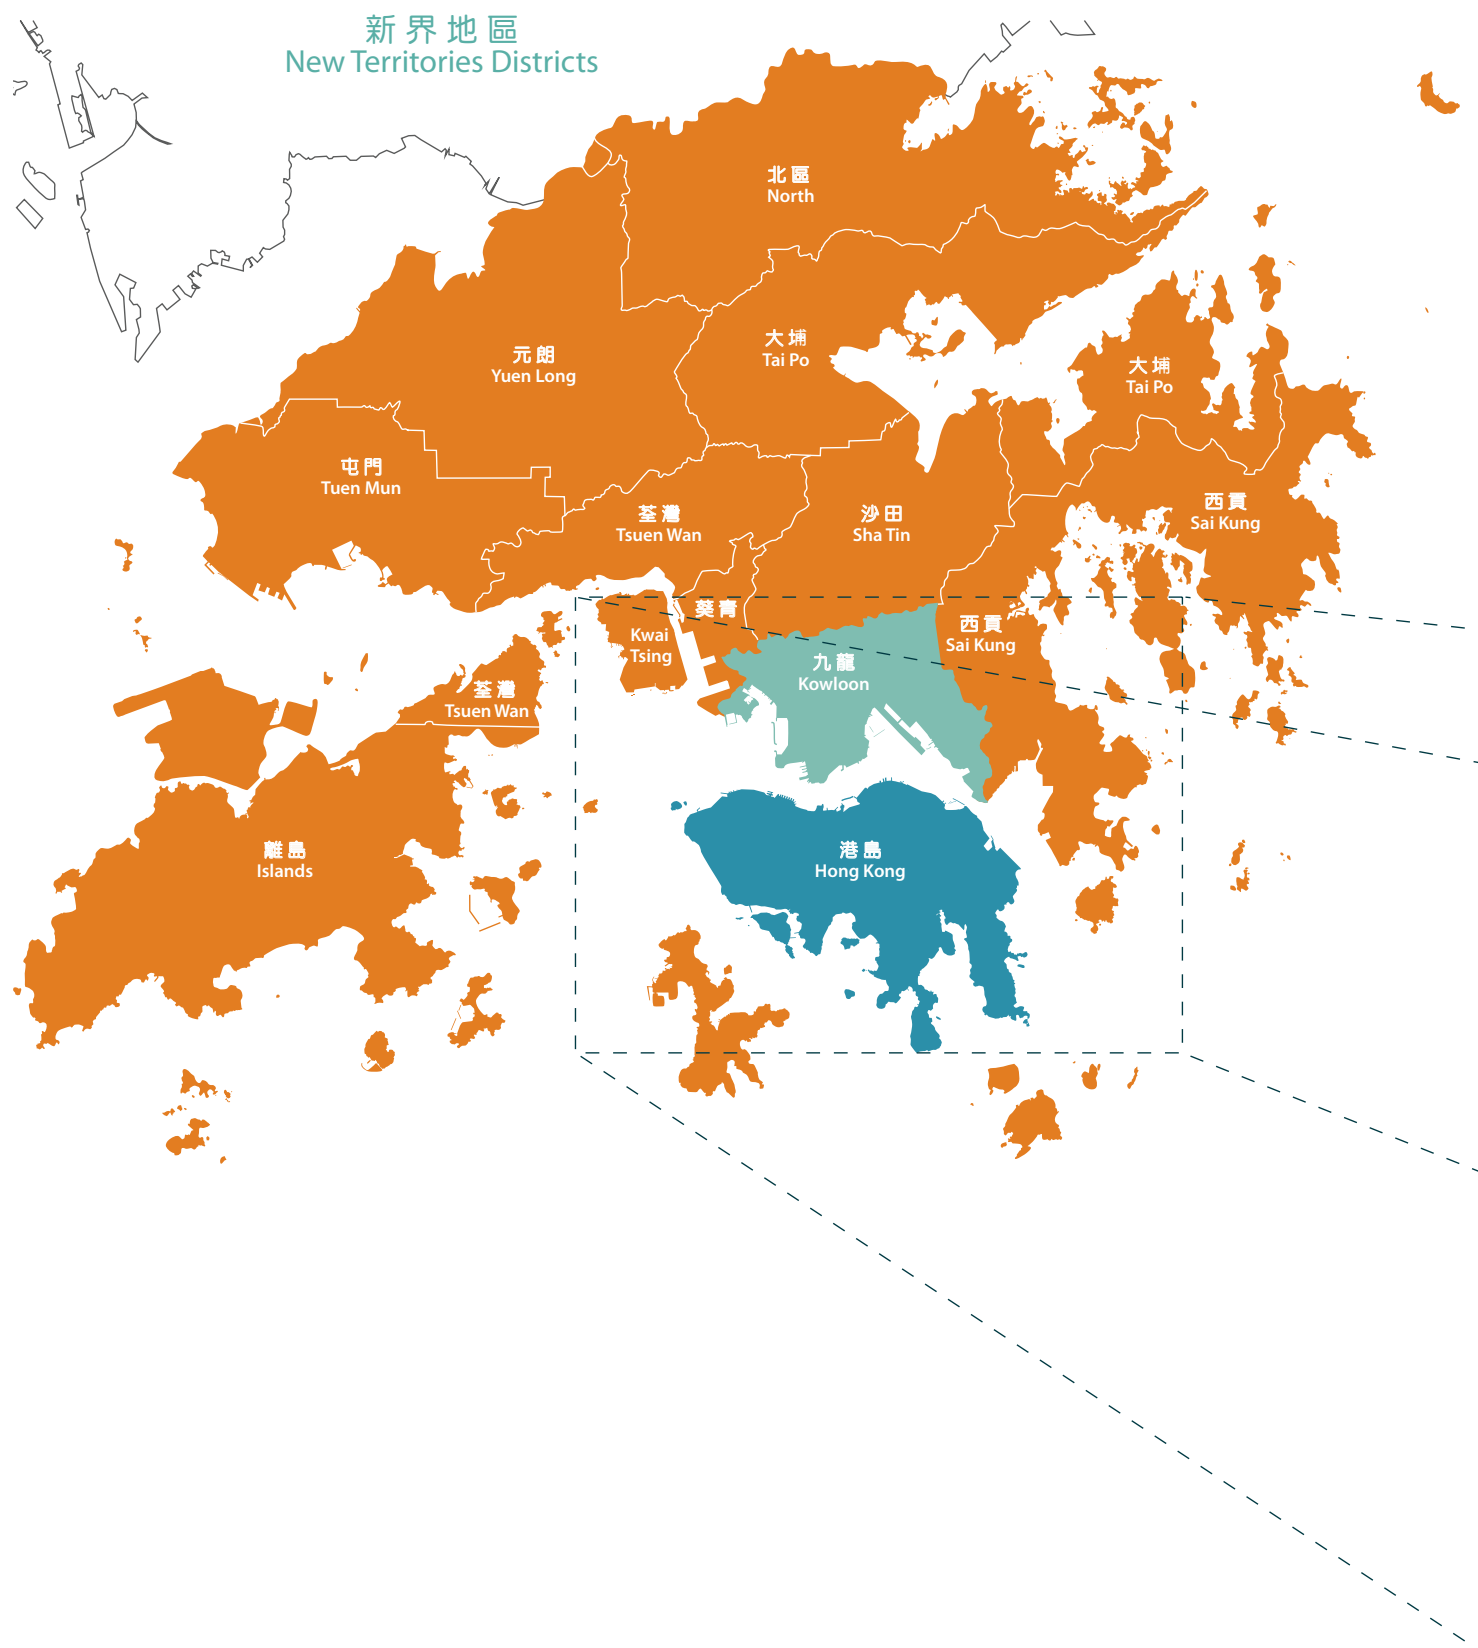 新界地區
New Territories Districts
北區
North
大埔
Tai Po
元朗
Yuen Long
大埔
Tai Po
屯門
Tuen Mun
荃灣
Tsuen Wan
沙田
Sha Tin
西貢
Sai Kung
葵青
Kwai
Tsing
西貢
Sai Kung
九龍
Kowloon
荃灣
Tsuen Wan
離島
Islands
港島
Hong Kong